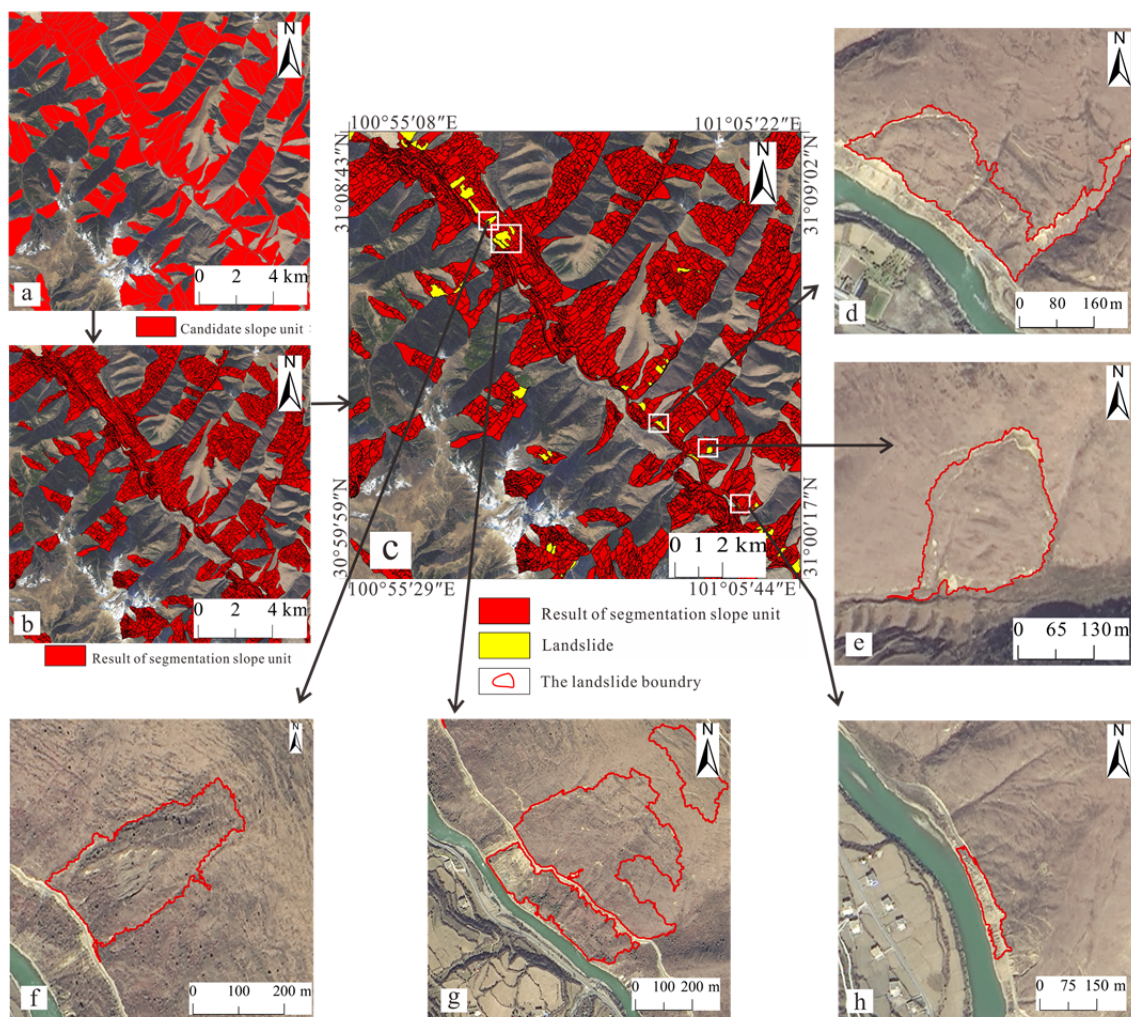 N
0 2 4 km
a
Candidate slope unit :
N
0 2 4 km
b
Result of segmentation slope unit
100°55′08″E
101°05′22″E
31°08′43″N
31°09′02″N
N
c
0 1 2 km
30°59′59″N
31°00′17″N
100°55′29″E
101°05′44″E
Result of segmentation slope unit
Landslide
The landslide boundry
N
0 80 160 m
d
N
0 65 130 m
e
N
0 100 200 m
f
N
0 100 200 m
g
N
0 75 150 m
h